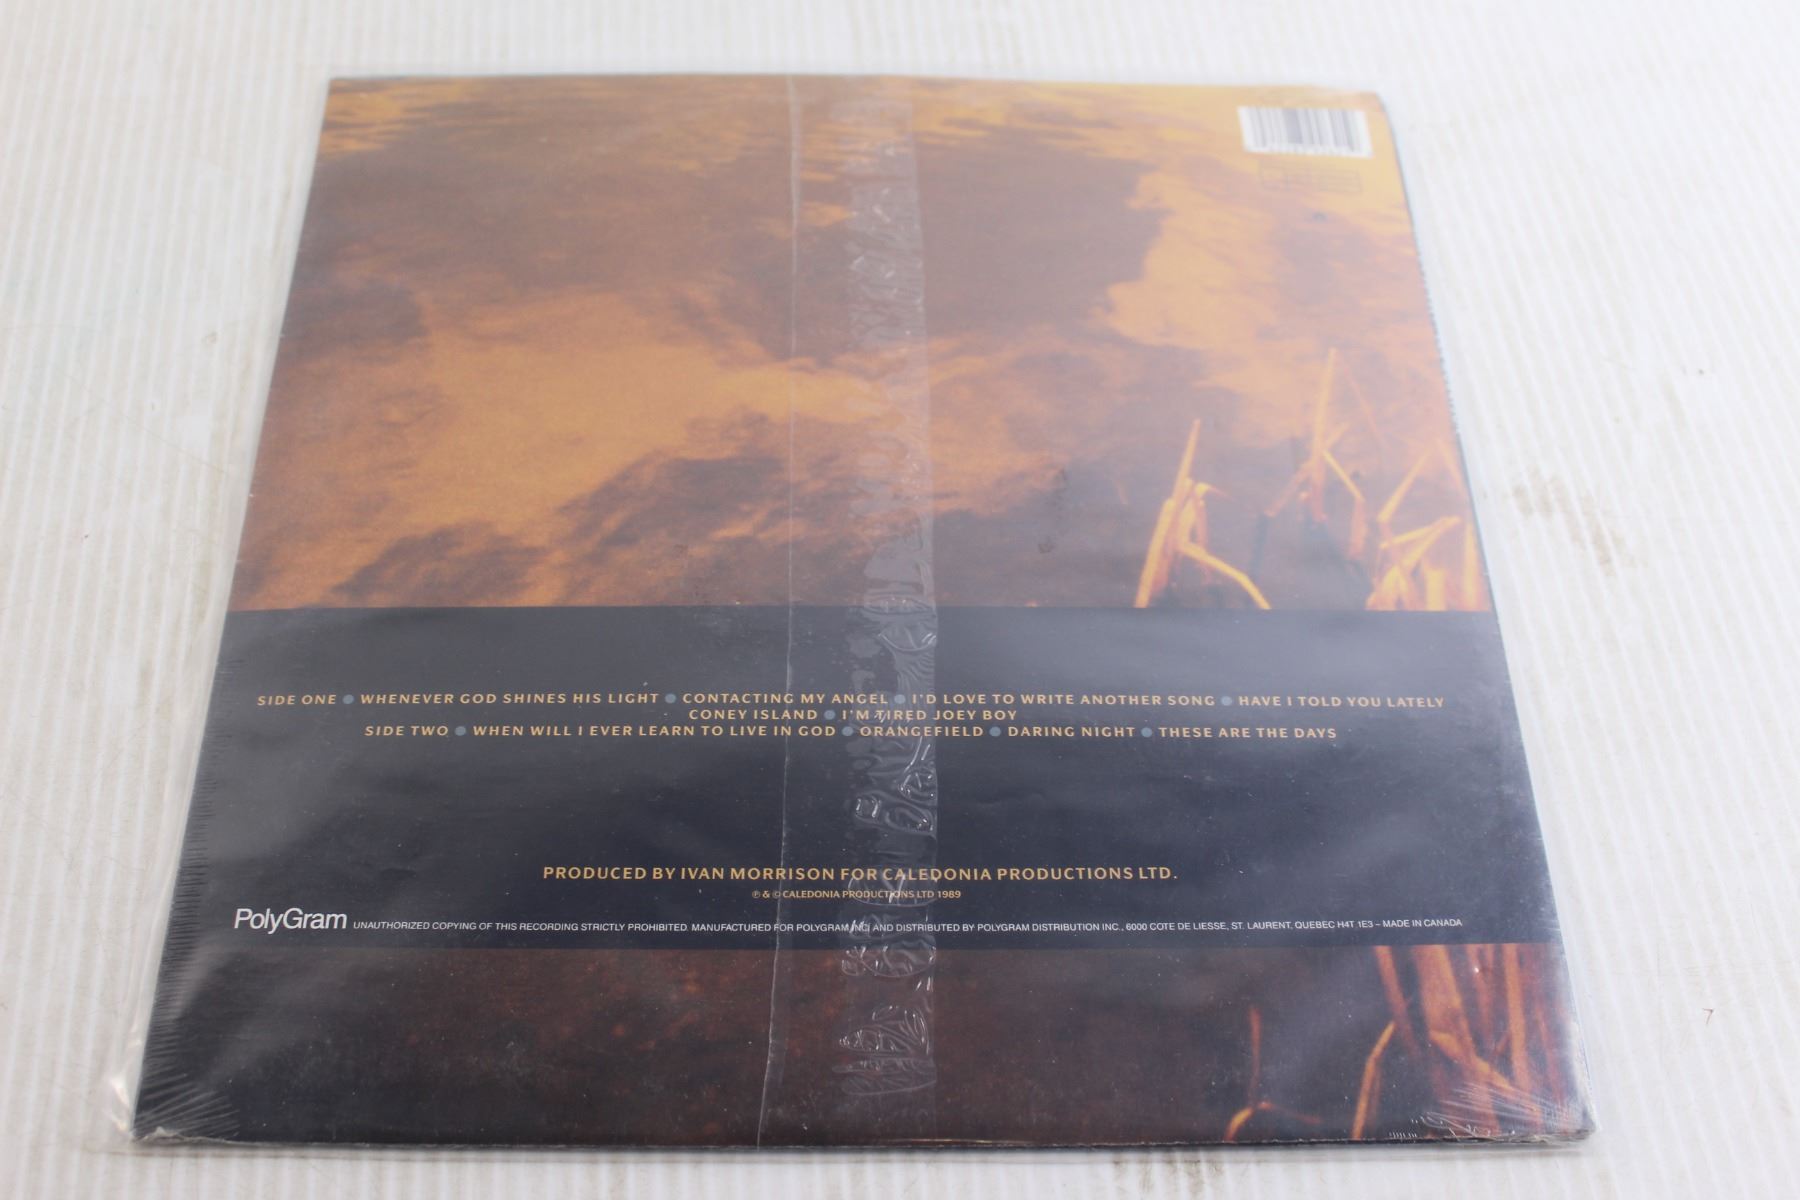 SIDE ONE ● WHENEVER GOD SHINES HIS LIGHT ● CONTACTING MY ANGEL ● I'D LOVE TO WRITE ANOTHER SONG ● HAVE I TOLD YOU LATELY
CONEY ISLAND ● I'M TIRED JOEY BOY
SIDE TWO ● WHEN WILL I EVER LEARN TO LIVE IN GOD ● ORANGEFIELD ● DARING NIGHT ● THESE ARE THE DAYS
PRODUCED BY IVAN MORRISON FOR CALEDONIA PRODUCTIONS LTD.
℗ & © CALEDONIA PRODUCTIONS LTD 1989
PolyGram UNAUTHORIZED COPYING OF THIS RECORDING STRICTLY PROHIBITED. MANUFACTURED FOR POLYGRAM INC. AND DISTRIBUTED BY POLYGRAM DISTRIBUTION INC., 6000 COTE DE LIESSE, ST. LAURENT, QUEBEC H4T 1E3 – MADE IN CANADA